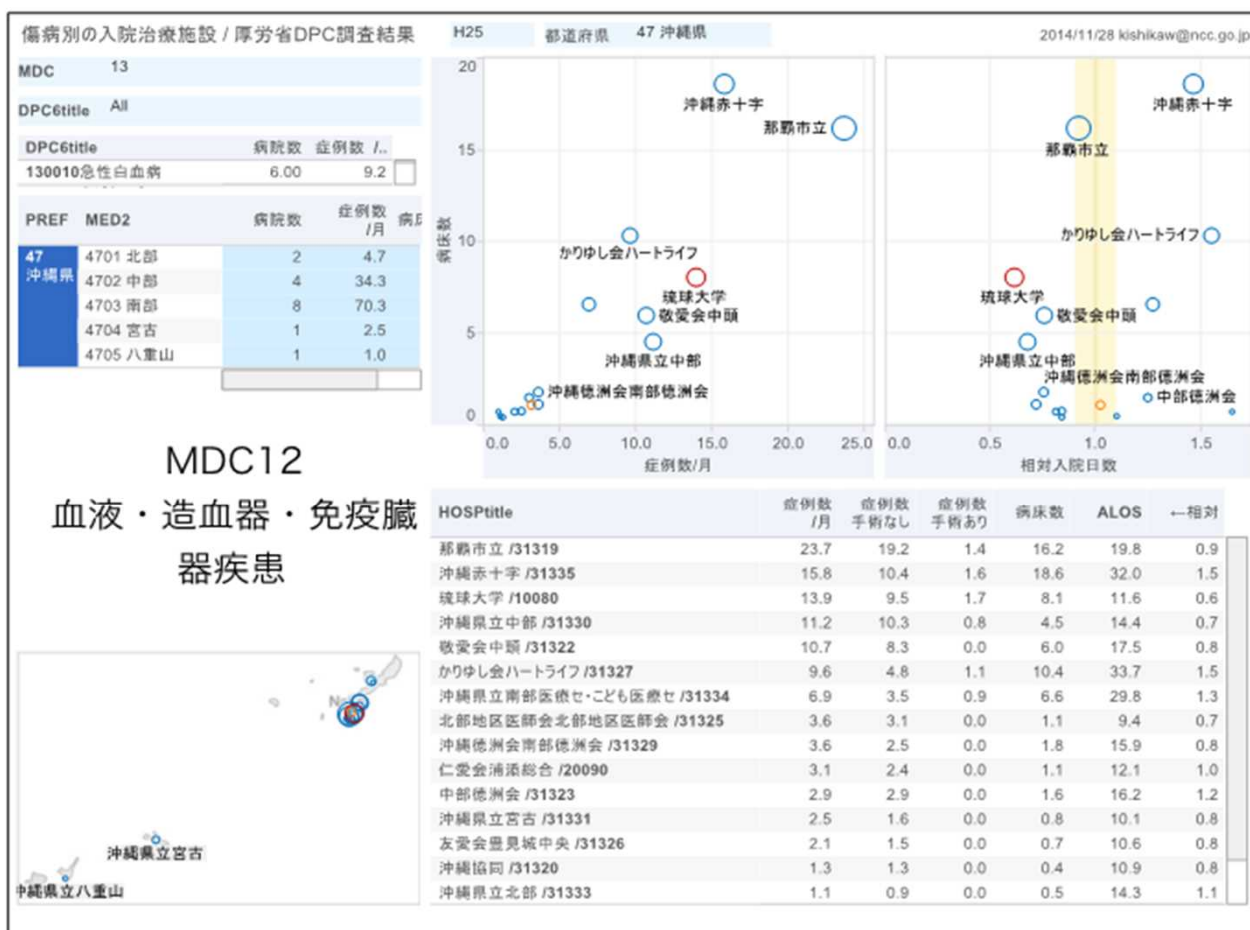 傷病別の入院治療施設 / 厚労省DPC調査結果
H25 都道府県 47 沖縄県
2014/11/28 kishikaw@ncc.go.jp
MDC 13
DPC6title All
DPC6title 病院数 症例数 /..
130010急性白血病 6.00 9.2
PREF MED2 病院数 症例数/月
47 沖縄県
4701 北部 2 4.7
4702 中部 4 34.3
4703 南部 8 70.3
4704 宮古 1 2.5
4705 八重山 1 1.0
MDC12
血液・造血器・免疫臓
器疾患
沖縄県立宮古
沖縄県立八重山
病床数
20
15
10
5
0
沖縄赤十字
那覇市立
かりゆし会ハートライフ
琉球大学
敬愛会中頭
沖縄県立中部
沖縄徳洲会南部徳洲会
0.0 5.0 10.0 15.0 20.0 25.0
症例数/月
沖縄赤十字
那覇市立
かりゆし会ハートライフ
琉球大学
敬愛会中頭
沖縄県立中部
沖縄徳洲会南部徳洲会
中部徳洲会
0.0 0.5 1.0 1.5
相対入院日数
HOSPtitle 症例数/月 症例数手術なし 症例数手術あり 病床数 ALOS ←相対
那覇市立 /31319 23.7 19.2 1.4 16.2 19.8 0.9
沖縄赤十字 /31335 15.8 10.4 1.6 18.6 32.0 1.5
琉球大学 /10080 13.9 9.5 1.7 8.1 11.6 0.6
沖縄県立中部 /31330 11.2 10.3 0.8 4.5 14.4 0.7
敬愛会中頭 /31322 10.7 8.3 0.0 6.0 17.5 0.8
かりゆし会ハートライフ /31327 9.6 4.8 1.1 10.4 33.7 1.5
沖縄県立南部医療セ・こども医療セ /31334 6.9 3.5 0.9 6.6 29.8 1.3
北部地区医師会北部地区医師会 /31325 3.6 3.1 0.0 1.1 9.4 0.7
沖縄徳洲会南部徳洲会 /31329 3.6 2.5 0.0 1.8 15.9 0.8
仁愛会浦添総合 /20090 3.1 2.4 0.0 1.1 12.1 1.0
中部徳洲会 /31323 2.9 2.9 0.0 1.6 16.2 1.2
沖縄県立宮古 /31331 2.5 1.6 0.0 0.8 10.1 0.8
友愛会豊見城中央 /31326 2.1 1.5 0.0 0.7 10.6 0.8
沖縄協同 /31320 1.3 1.3 0.0 0.4 10.9 0.8
沖縄県立北部 /31333 1.1 0.9 0.0 0.5 14.3 1.1